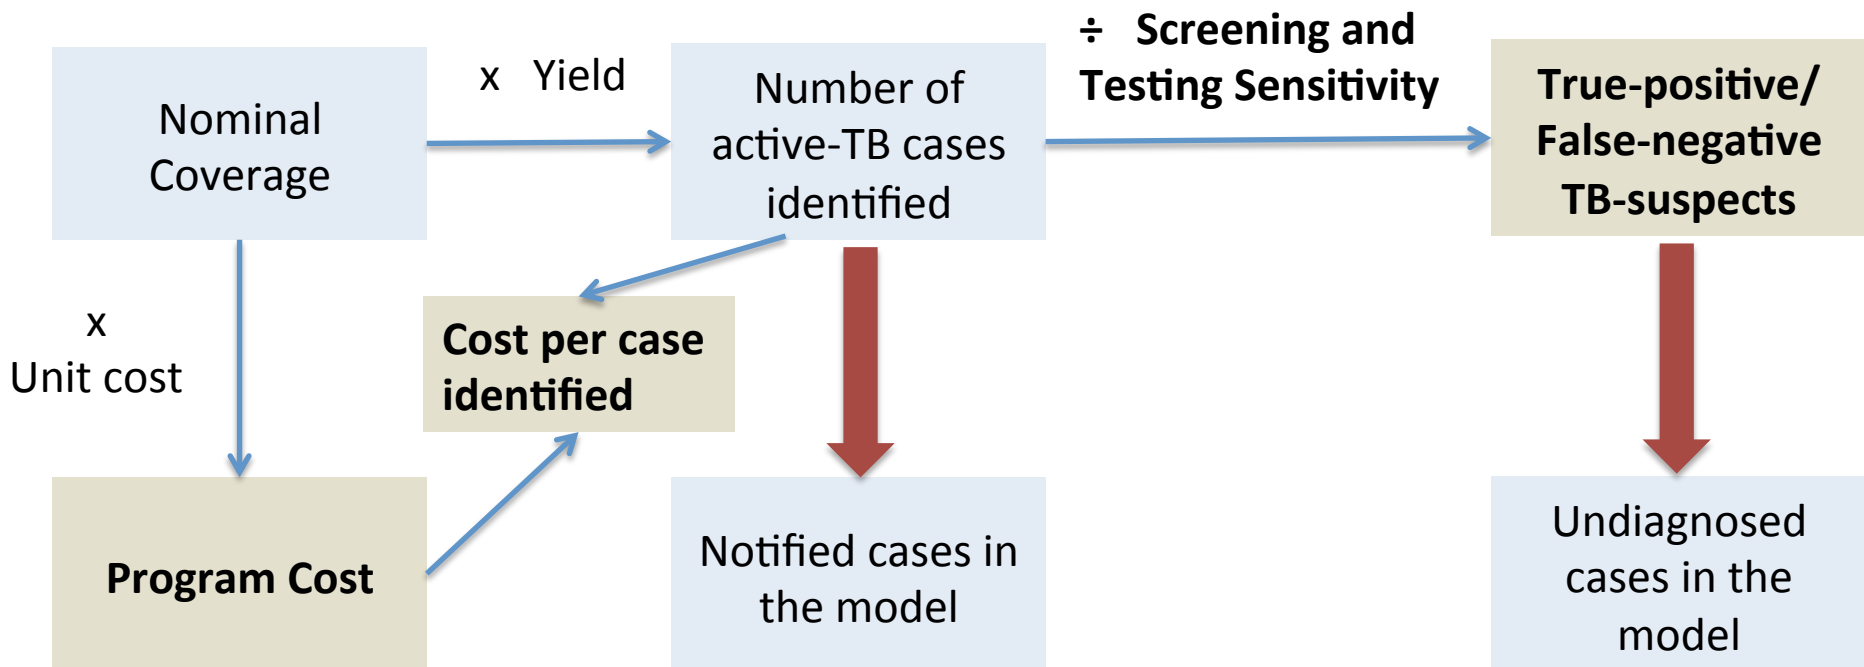 Nominal
Coverage
x Yield
Number of
active-TB cases
identified
÷ Screening and
Testing Sensitivity
True-positive/
False-negative
TB-suspects
x
Unit cost
Cost per case
identified
Program Cost
Notified cases in
the model
Undiagnosed
cases in the
model